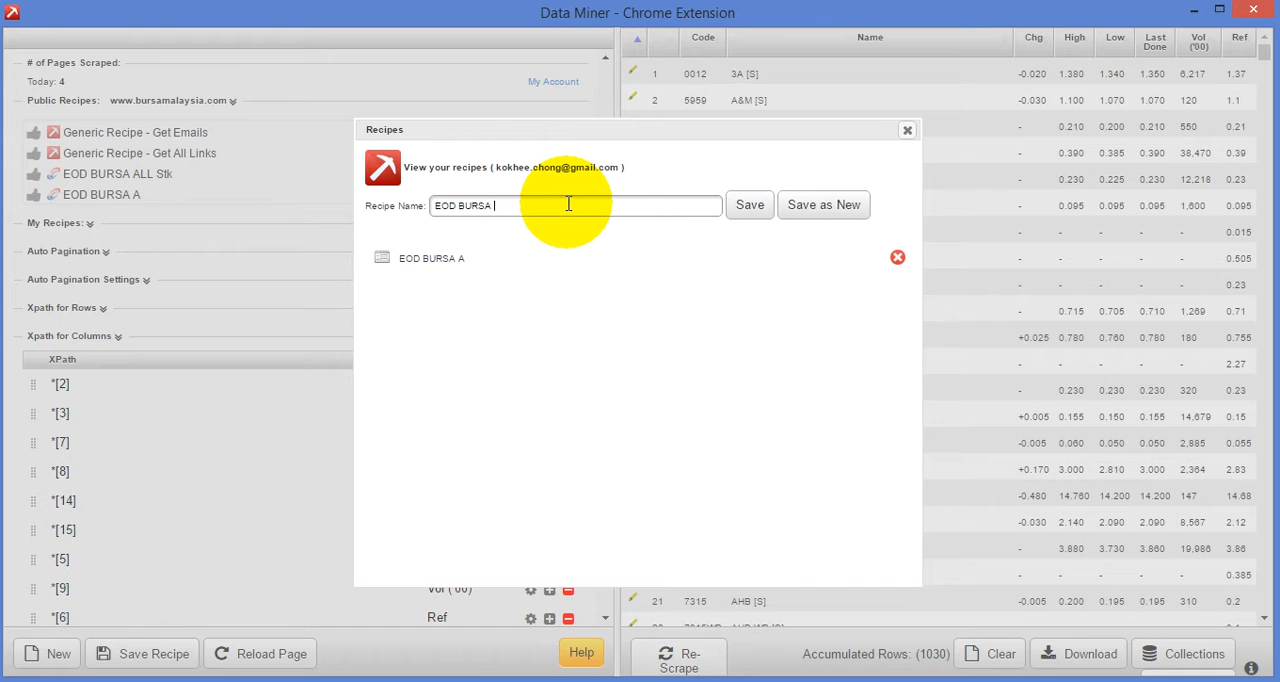 Data Miner - Chrome Extension
# of Pages Scraped:
Today: 4
My Account
Public Recipes: www.bursamalaysia.com
Generic Recipe - Get Emails
Generic Recipe - Get All Links
EOD BURSA ALL Stk
EOD BURSA A
My Recipes:
Auto Pagination
Auto Pagination Settings
Xpath for Rows
Xpath for Columns
XPath
*[2]
*[3]
*[7]
*[8]
*[14]
*[15]
*[5]
*[9] Vol ('00)
*[6] Ref
New
Save Recipe
Reload Page
Help
Recipes
View your recipes ( kokhee.chong@gmail.com )
Recipe Name: EOD BURSA
Save
Save as New
EOD BURSA A
Code Name Chg High Low Last Done Vol ('00) Ref
1 0012 3A [S] -0.020 1.380 1.340 1.350 6,217 1.37
2 5959 A&M [S] -0.030 1.100 1.070 1.070 120 1.1
- 0.210 0.200 0.210 550 0.21
- 0.390 0.385 0.390 38,470 0.39
- 0.230 0.225 0.230 12,218 0.23
- 0.095 0.095 0.095 1,600 0.095
- - - - 0.015
- - - - 0.505
- - - - 0.23
- 0.715 0.705 0.710 1,269 0.71
+0.025 0.780 0.760 0.780 180 0.755
- - - - 2.27
- 0.230 0.230 0.230 320 0.23
+0.005 0.155 0.150 0.155 14,679 0.15
-0.005 0.060 0.050 0.050 2,885 0.055
+0.170 3.000 2.810 3.000 2,364 2.83
-0.480 14.760 14.200 14.200 147 14.68
-0.030 2.140 2.090 2.090 8,567 2.12
- 3.880 3.730 3.860 19,986 3.86
- - - - 0.385
21 7315 AHB [S] -0.005 0.200 0.195 0.195 310 0.2
Re-Scrape
Accumulated Rows: (1030)
Clear
Download
Collections